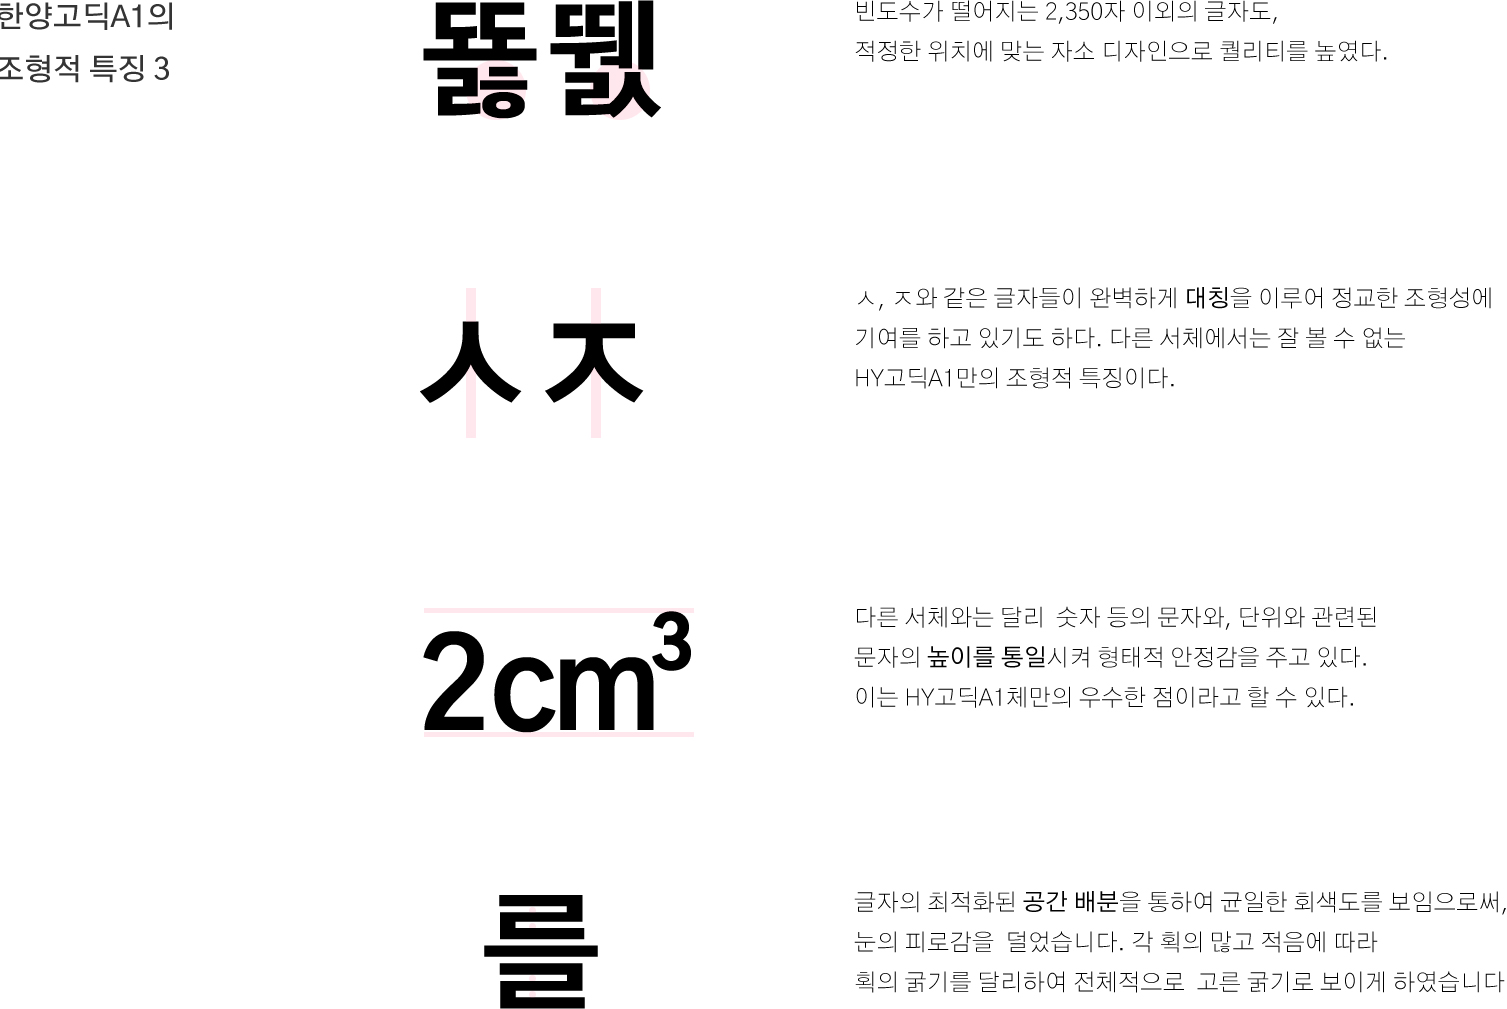 한양고딕A1의
조형적 특징 3
뚏뛠
빈도수가 떨어지는 2,350자 이외의 글자도,
적정한 위치에 맞는 자소 디자인으로 퀄리티를 높였다.
ㅅㅈ
ㅅ, ㅈ와 같은 글자들이 완벽하게 대칭을 이루어 정교한 조형성에
기여를 하고 있기도 하다. 다른 서체에서는 잘 볼 수 없는
HY고딕A1만의 조형적 특징이다.
2cm³
다른 서체와는 달리 숫자 등의 문자와, 단위와 관련된
문자의 높이를 통일시켜 형태적 안정감을 주고 있다.
이는 HY고딕A1체만의 우수한 점이라고 할 수 있다.
를
글자의 최적화된 공간 배분을 통하여 균일한 회색도를 보임으로써,
눈의 피로감을 덜었습니다. 각 획의 많고 적음에 따라
획의 굵기를 달리하여 전체적으로 고른 굵기로 보이게 하였습니다